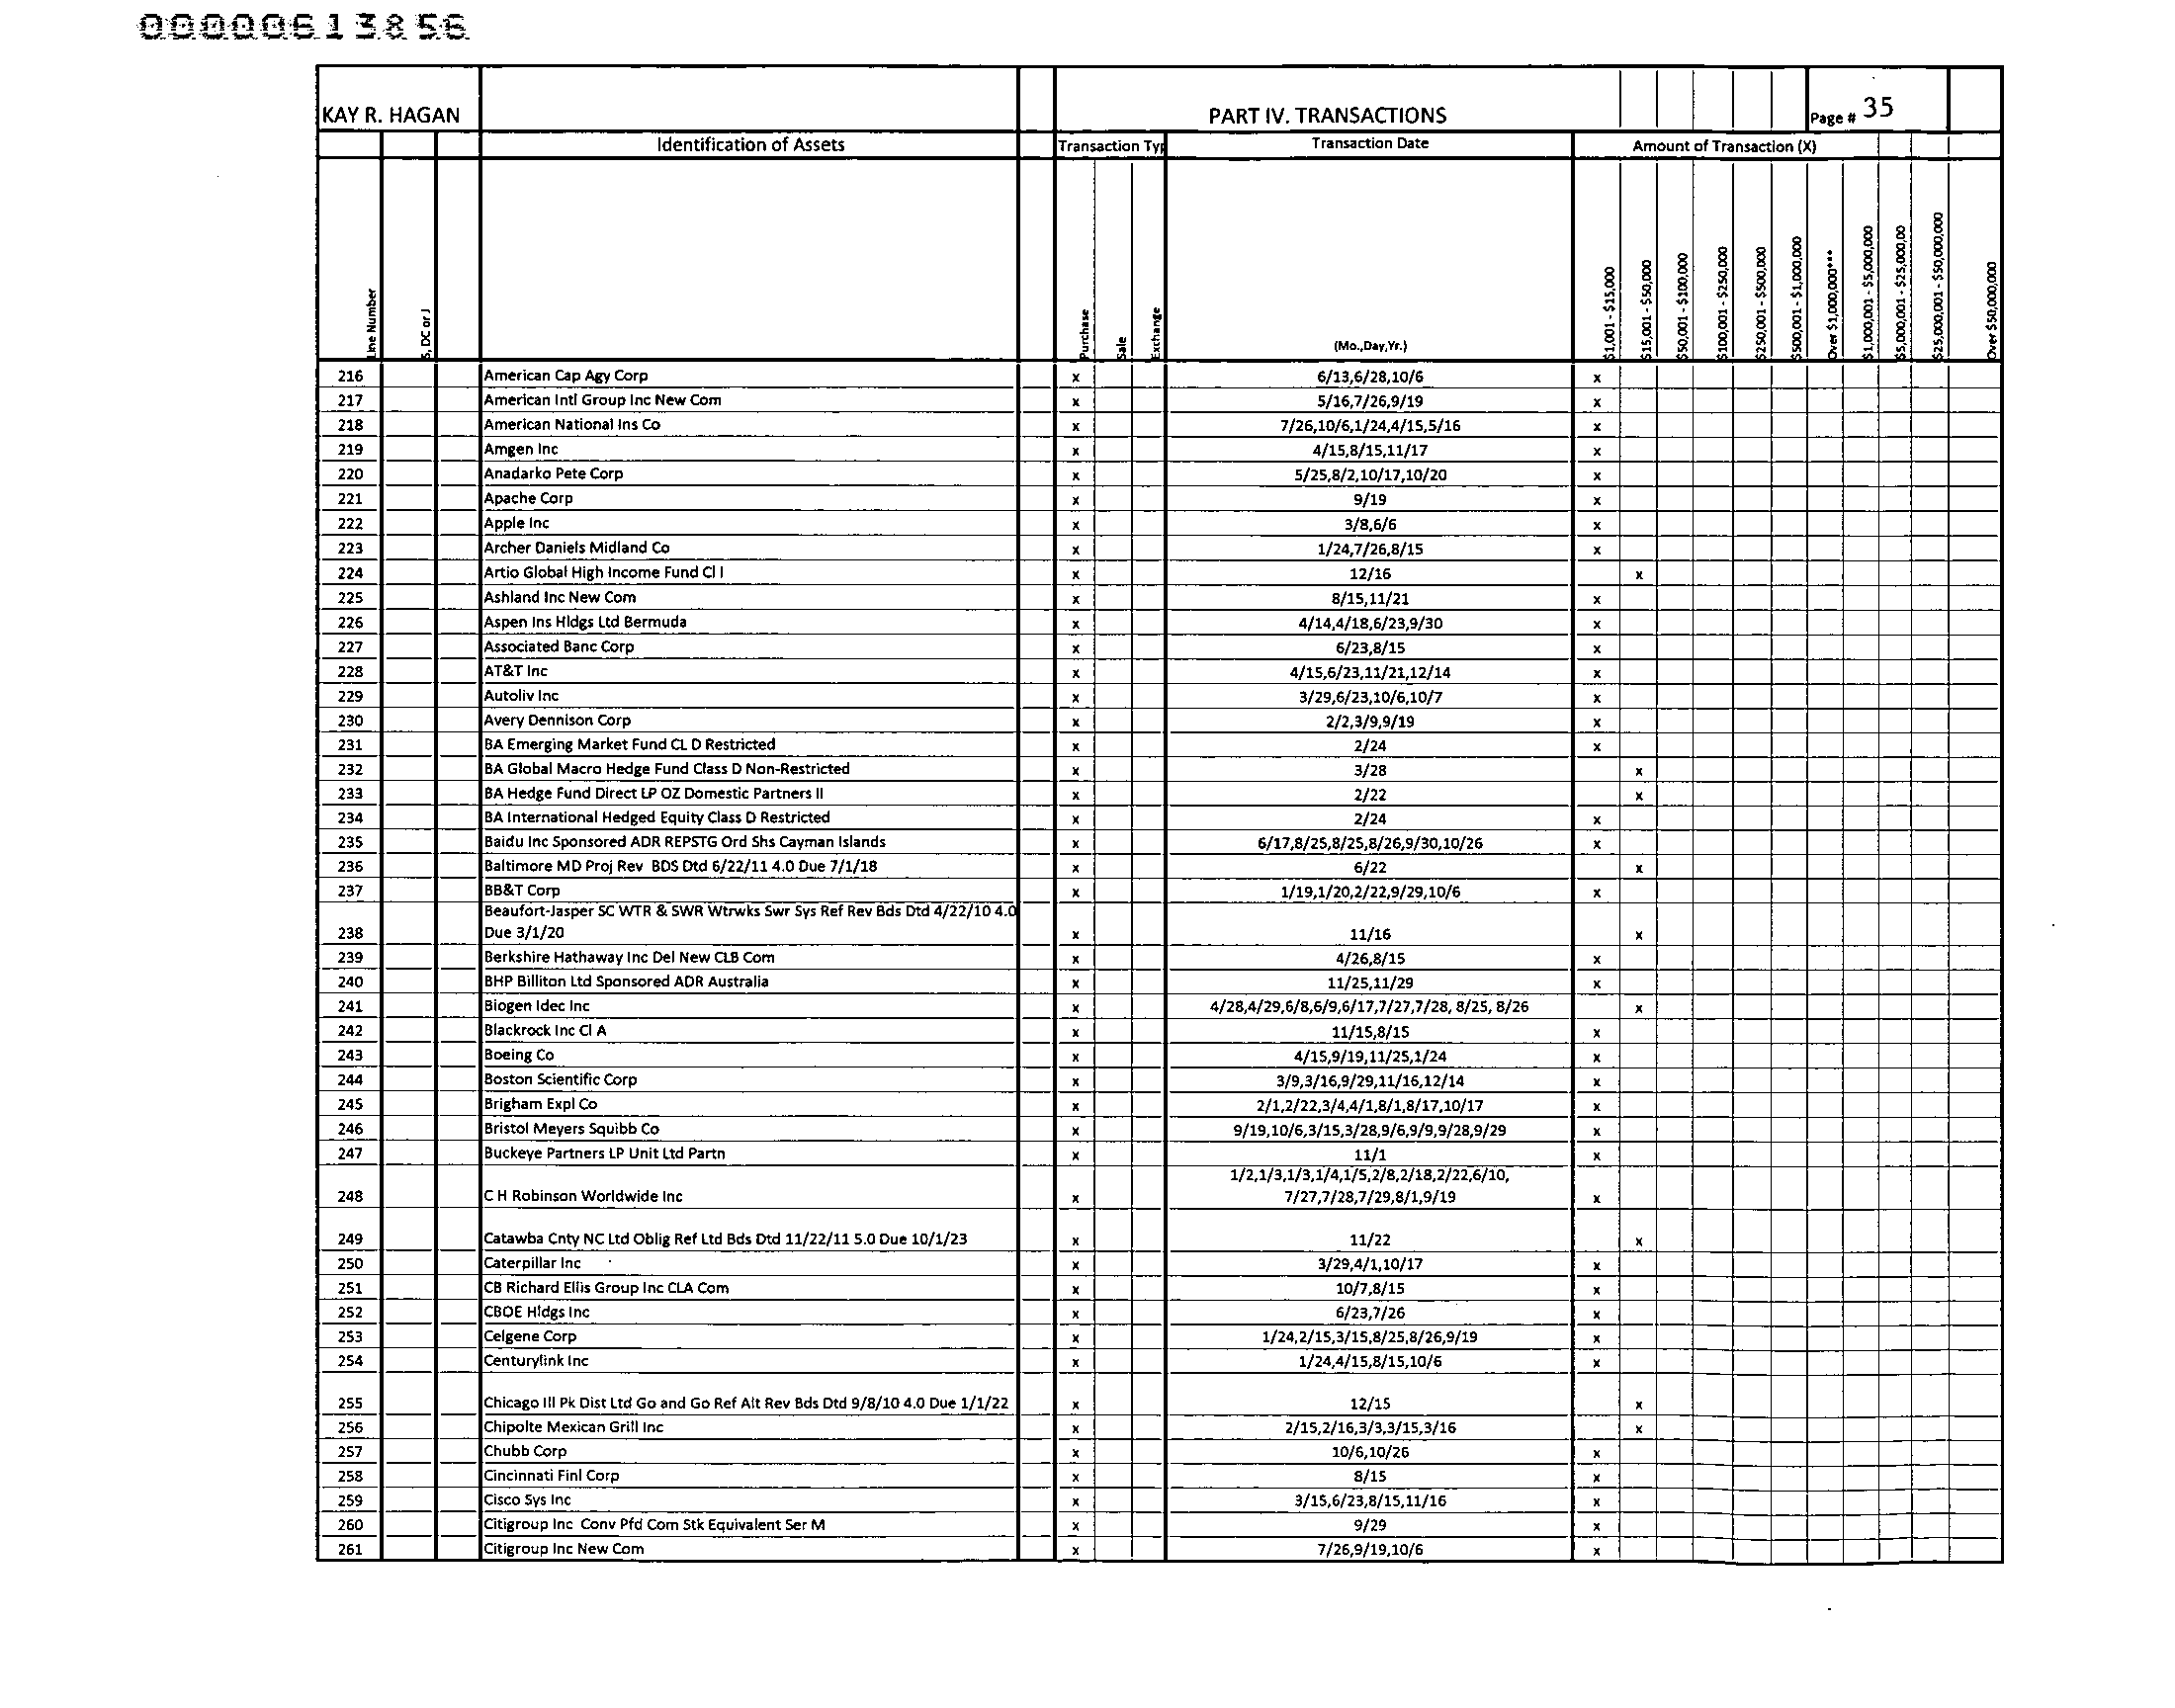 00000613856
KAY R. HAGAN PART IV. TRANSACTIONS Page # 35
Identification of Assets Transaction Typ Transaction Date Amount of Transaction (X)
Line Number S, DC or J Purchase Sale Exchange (Mo.,Day,Yr.) $1,001 - $15,000 $15,001 - $50,000 $50,001 - $100,000 $100,001 - $250,000 $250,001 - $500,000 $500,001 - $1,000,000 Over $1,000,000*** $1,000,001 - $5,000,000 $5,000,001 - $25,000,00 $25,000,001 - $50,000,000 Over $50,000,000
216 American Cap Agy Corp x 6/13,6/28,10/6 x
217 American Intl Group Inc New Com x 5/16,7/26,9/19 x
218 American National Ins Co x 7/26,10/6,1/24,4/15,5/16 x
219 Amgen Inc x 4/15,8/15,11/17 x
220 Anadarko Pete Corp x 5/25,8/2,10/17,10/20 x
221 Apache Corp x 9/19 x
222 Apple Inc x 3/8,6/6 x
223 Archer Daniels Midland Co x 1/24,7/26,8/15 x
224 Artio Global High Income Fund Cl I x 12/16 x
225 Ashland Inc New Com x 8/15,11/21 x
226 Aspen Ins Hldgs Ltd Bermuda x 4/14,4/18,6/23,9/30 x
227 Associated Banc Corp x 6/23,8/15 x
228 AT&T Inc x 4/15,6/23,11/21,12/14 x
229 Autoliv Inc x 3/29,6/23,10/6,10/7 x
230 Avery Dennison Corp x 2/2,3/9,9/19 x
231 BA Emerging Market Fund CL D Restricted x 2/24 x
232 BA Global Macro Hedge Fund Class D Non-Restricted x 3/28 x
233 BA Hedge Fund Direct LP OZ Domestic Partners II x 2/22 x
234 BA International Hedged Equity Class D Restricted x 2/24 x
235 Baidu Inc Sponsored ADR REPSTG Ord Shs Cayman Islands x 6/17,8/25,8/25,8/26,9/30,10/26 x
236 Baltimore MD Proj Rev BDS Dtd 6/22/11 4.0 Due 7/1/18 x 6/22 x
237 BB&T Corp x 1/19,1/20,2/22,9/29,10/6 x
Beaufort-Jasper SC WTR & SWR Wtrwks Swr Sys Ref Rev Bds Dtd 4/22/10 4.0
238 Due 3/1/20 x 11/16 x
239 Berkshire Hathaway Inc Del New CLB Com x 4/26,8/15 x
240 BHP Billiton Ltd Sponsored ADR Australia x 11/25,11/29 x
241 Biogen Idec Inc x 4/28,4/29,6/8,6/9,6/17,7/27,7/28, 8/25, 8/26 x
242 Blackrock Inc Cl A x 11/15,8/15 x
243 Boeing Co x 4/15,9/19,11/25,1/24 x
244 Boston Scientific Corp x 3/9,3/16,9/29,11/16,12/14 x
245 Brigham Expl Co x 2/1,2/22,3/4,4/1,8/1,8/17,10/17 x
246 Bristol Meyers Squibb Co x 9/19,10/6,3/15,3/28,9/6,9/9,9/28,9/29 x
247 Buckeye Partners LP Unit Ltd Partn x 11/1 x
1/2,1/3,1/3,1/4,1/5,2/8,2/18,2/22,6/10,
248 C H Robinson Worldwide Inc x 7/27,7/28,7/29,8/1,9/19 x
249 Catawba Cnty NC Ltd Oblig Ref Ltd Bds Dtd 11/22/11 5.0 Due 10/1/23 x 11/22 x
250 Caterpillar Inc x 3/29,4/1,10/17 x
251 CB Richard Ellis Group Inc CLA Com x 10/7,8/15 x
252 CBOE Hldgs Inc x 6/23,7/26 x
253 Celgene Corp x 1/24,2/15,3/15,8/25,8/26,9/19 x
254 Centurylink Inc x 1/24,4/15,8/15,10/6 x
255 Chicago Ill Pk Dist Ltd Go and Go Ref Alt Rev Bds Dtd 9/8/10 4.0 Due 1/1/22 x 12/15 x
256 Chipolte Mexican Grill Inc x 2/15,2/16,3/3,3/15,3/16 x
257 Chubb Corp x 10/6,10/26 x
258 Cincinnati Finl Corp x 8/15 x
259 Cisco Sys Inc x 3/15,6/23,8/15,11/16 x
260 Citigroup Inc Conv Pfd Com Stk Equivalent Ser M x 9/29 x
261 Citigroup Inc New Com x 7/26,9/19,10/6 x